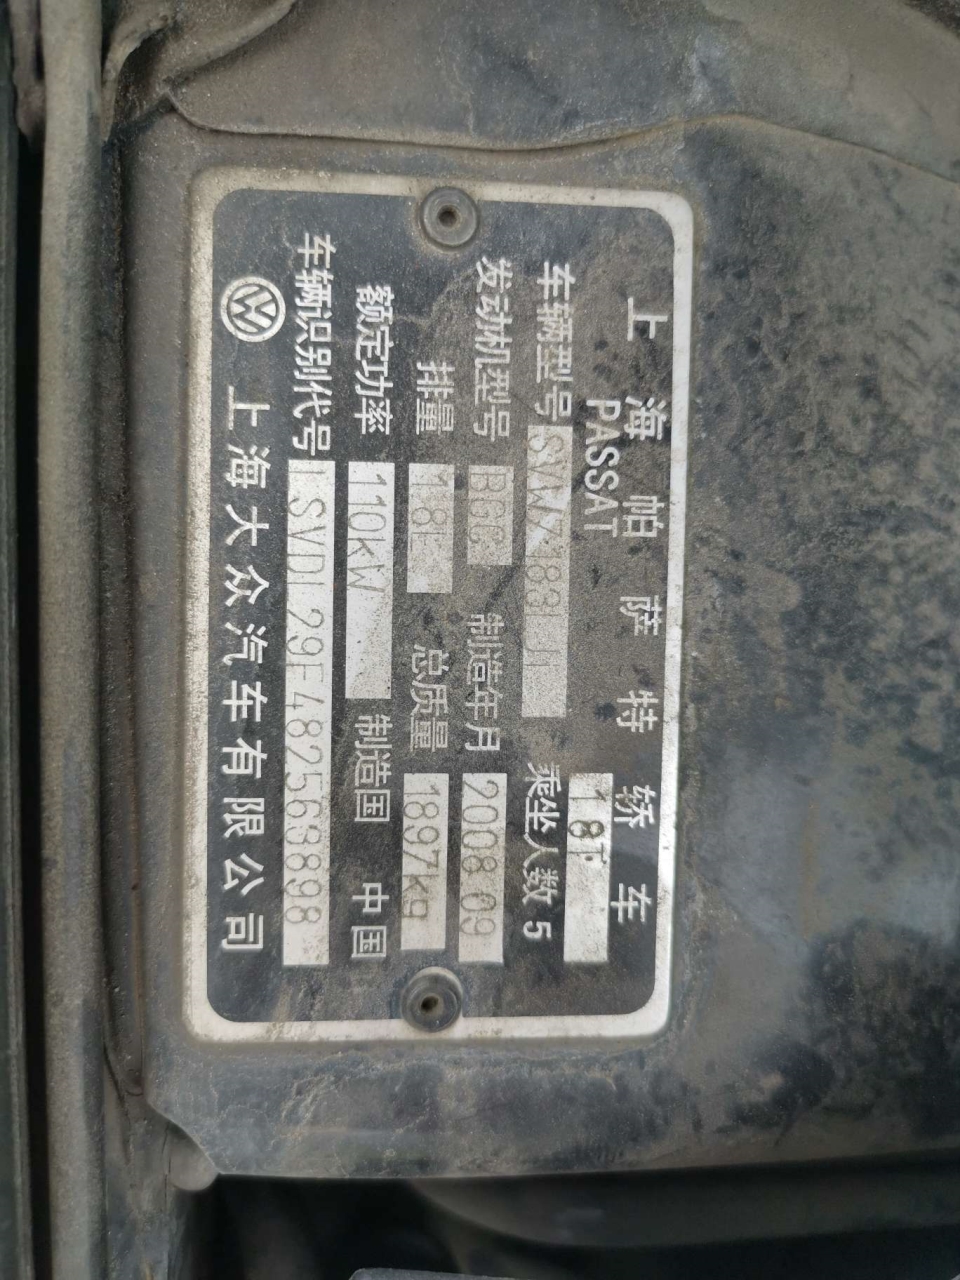 上海帕萨特轿车
PASSAT 1.8T
车辆型号 SVW7183LJi 乘坐人数 5
发动机型号 BGC 制造年月 2008 09
排量 1.8L 总质量 1897kg
额定功率 110KW 制造国 中国
车辆识别代号 LSVDL29F482568898
上海大众汽车有限公司